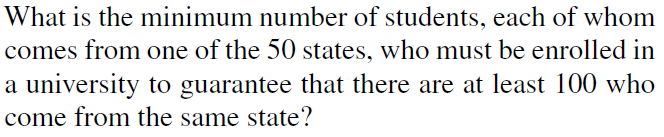 What is the minimum number of students, each of whom
comes from one of the 50 states, who must be enrolled in
a university to guarantee that there are at least 100 who
come from the same state?